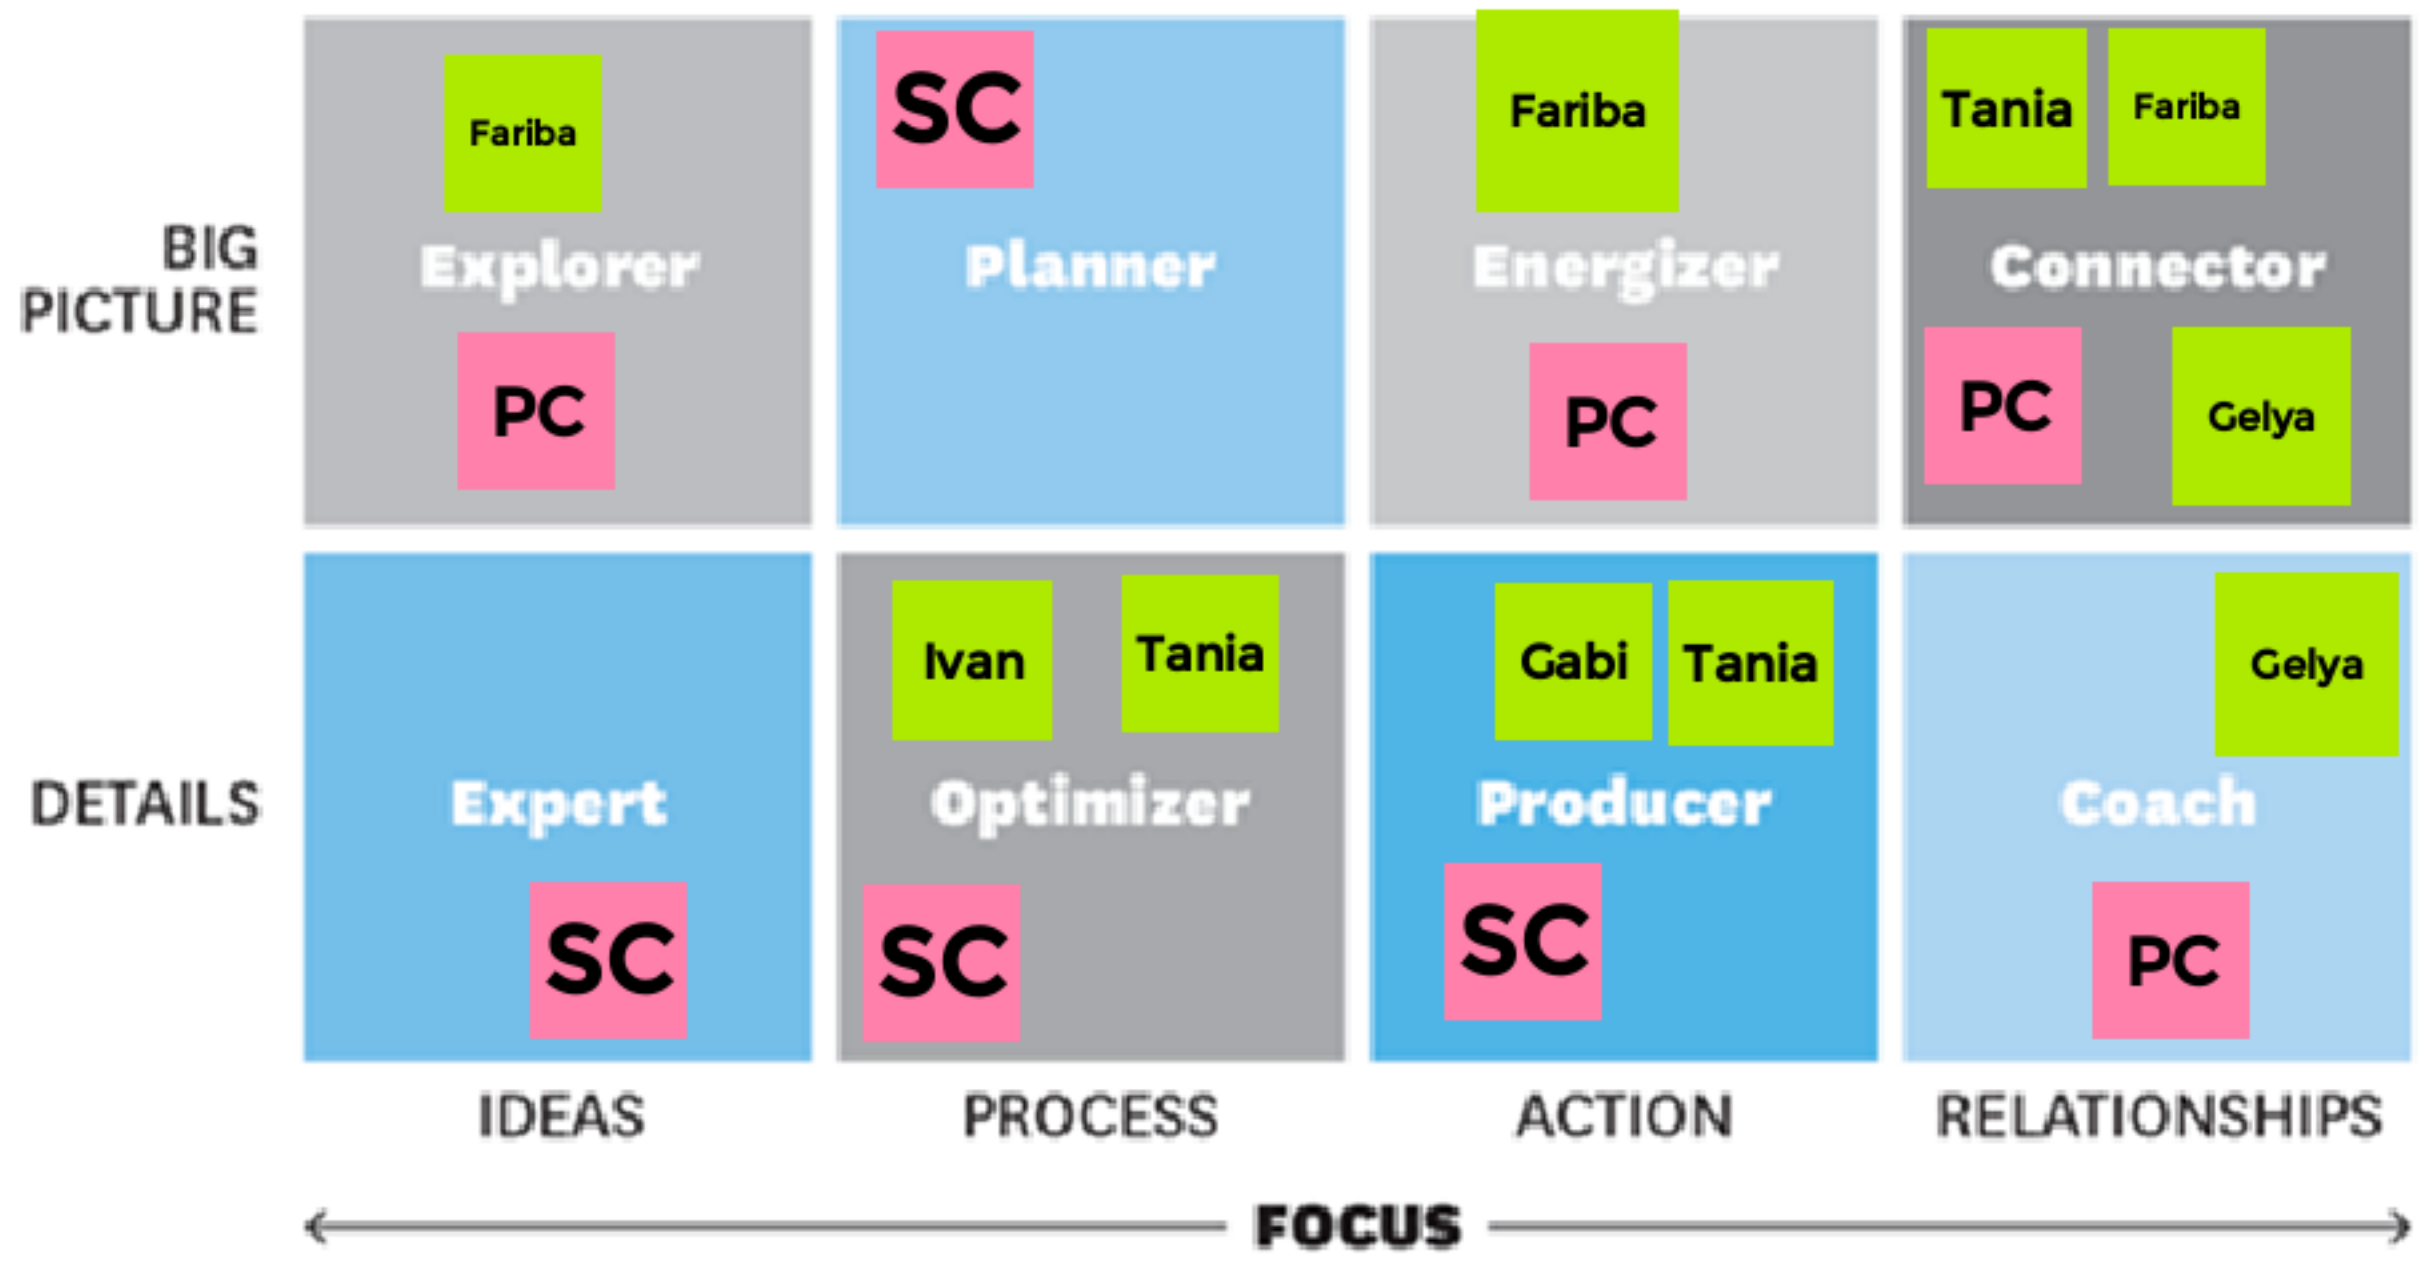 Fariba
SC
Fariba
Tania Fariba
BIG
PICTURE
Explorer
Planner
Energizer
Connector
PC
PC
PC
Gelya
Ivan
Tania
Gabi
Tania
Gelya
DETAILS
Expert
Optimizer
Producer
Coach
SC
SC
SC
PC
IDEAS
PROCESS
ACTION
RELATIONSHIPS
FOCUS